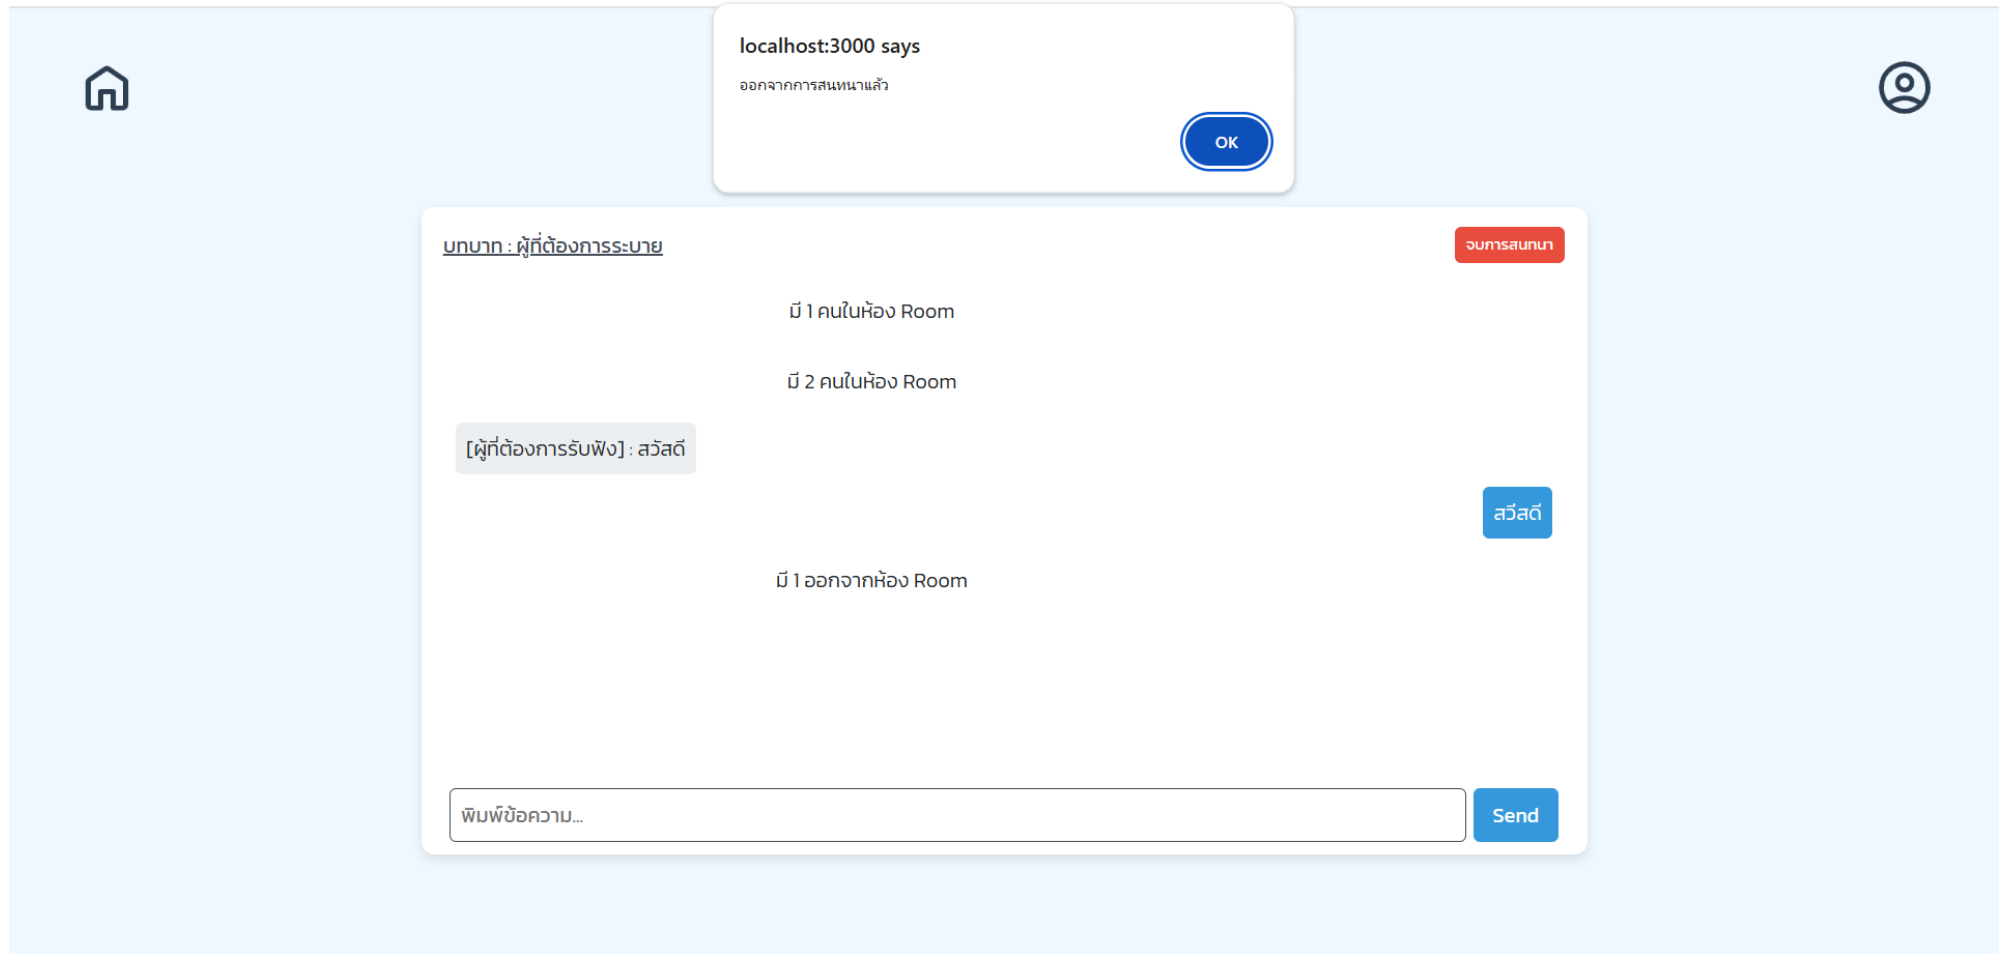 localhost:3000 says
ออกจากการสนทนาแล้ว
OK
บทบาท : ผู้ที่ต้องการระบาย
จบการสนทนา
มี 1 คนในห้อง Room
มี 2 คนในห้อง Room
[ผู้ที่ต้องการรับฟัง] : สวัสดี
สวีสดี
มี 1 ออกจากห้อง Room
พิมพ์ข้อความ...
Send